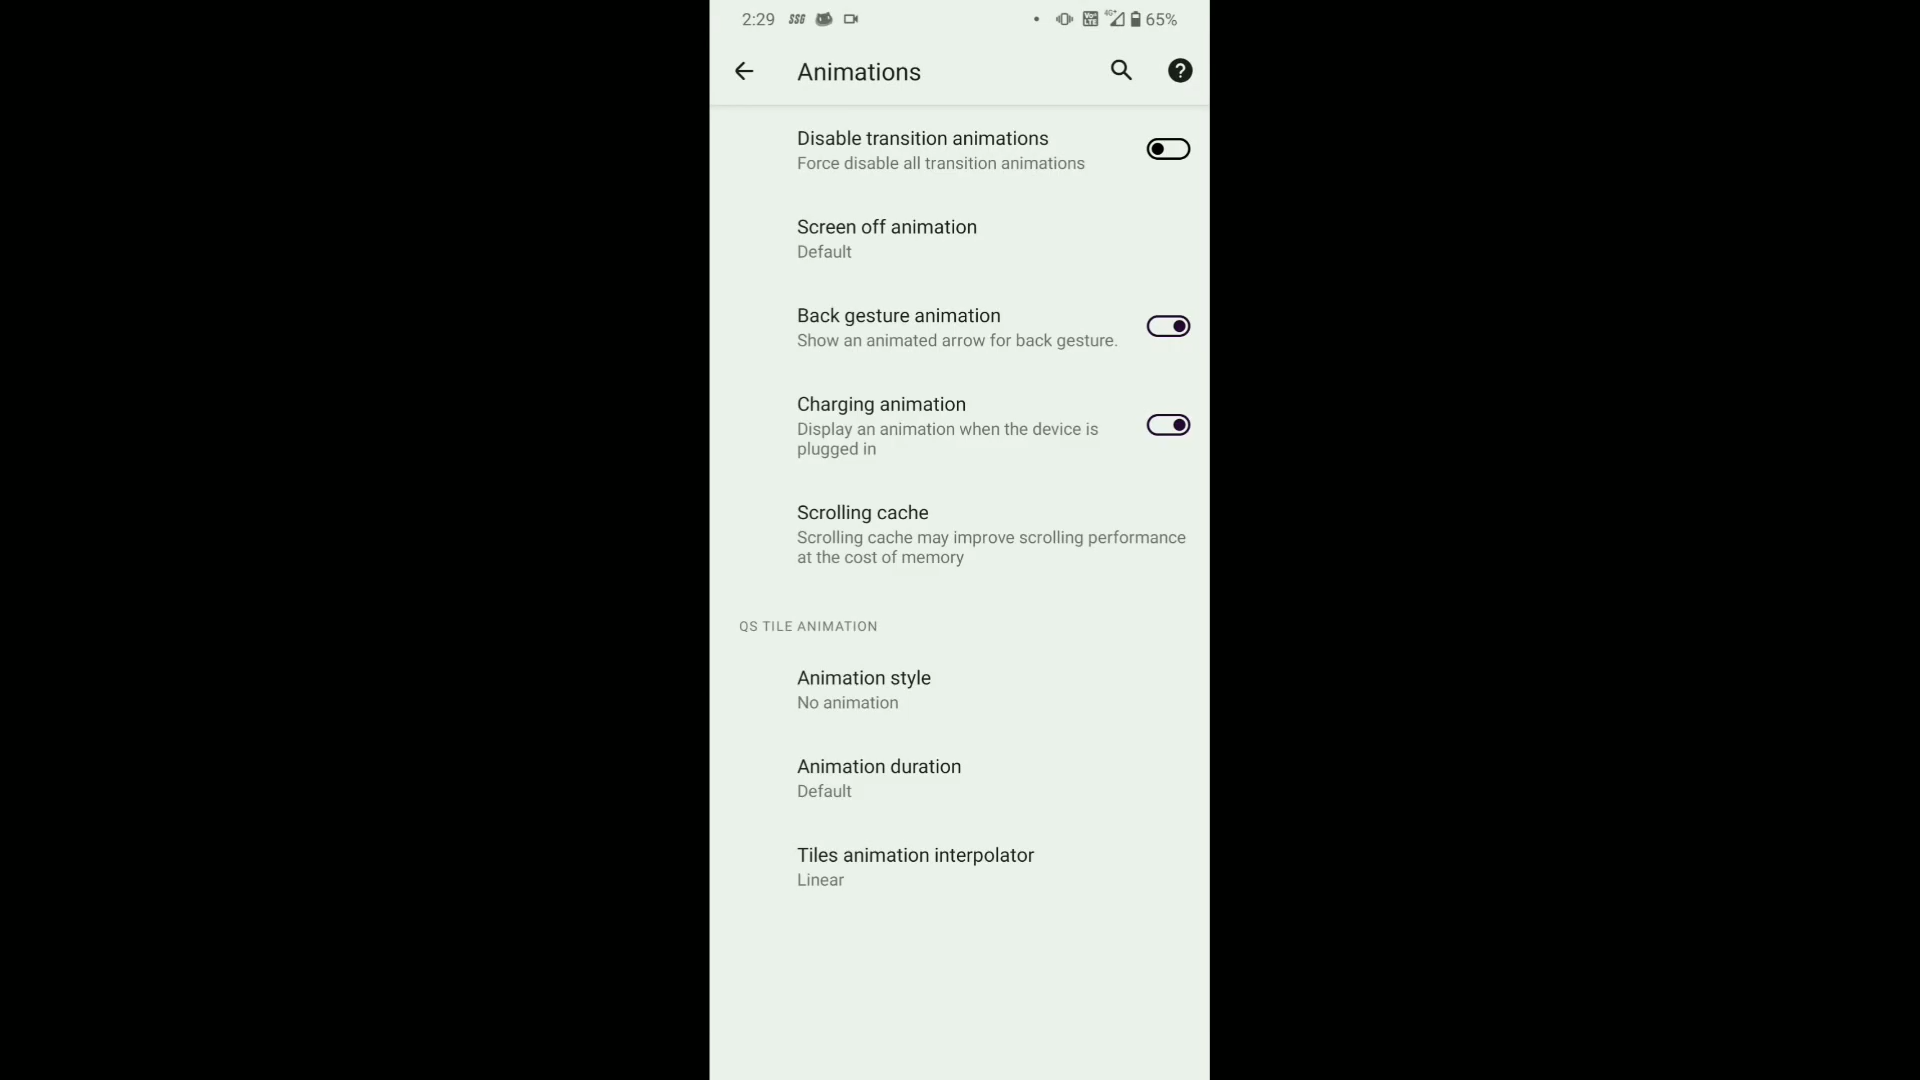 2:29 SSG 65%
Animations
Disable transition animations
Force disable all transition animations
Screen off animation
Default
Back gesture animation
Show an animated arrow for back gesture.
Charging animation
Display an animation when the device is
plugged in
Scrolling cache
Scrolling cache may improve scrolling performance
at the cost of memory
QS TILE ANIMATION
Animation style
No animation
Animation duration
Default
Tiles animation interpolator
Linear